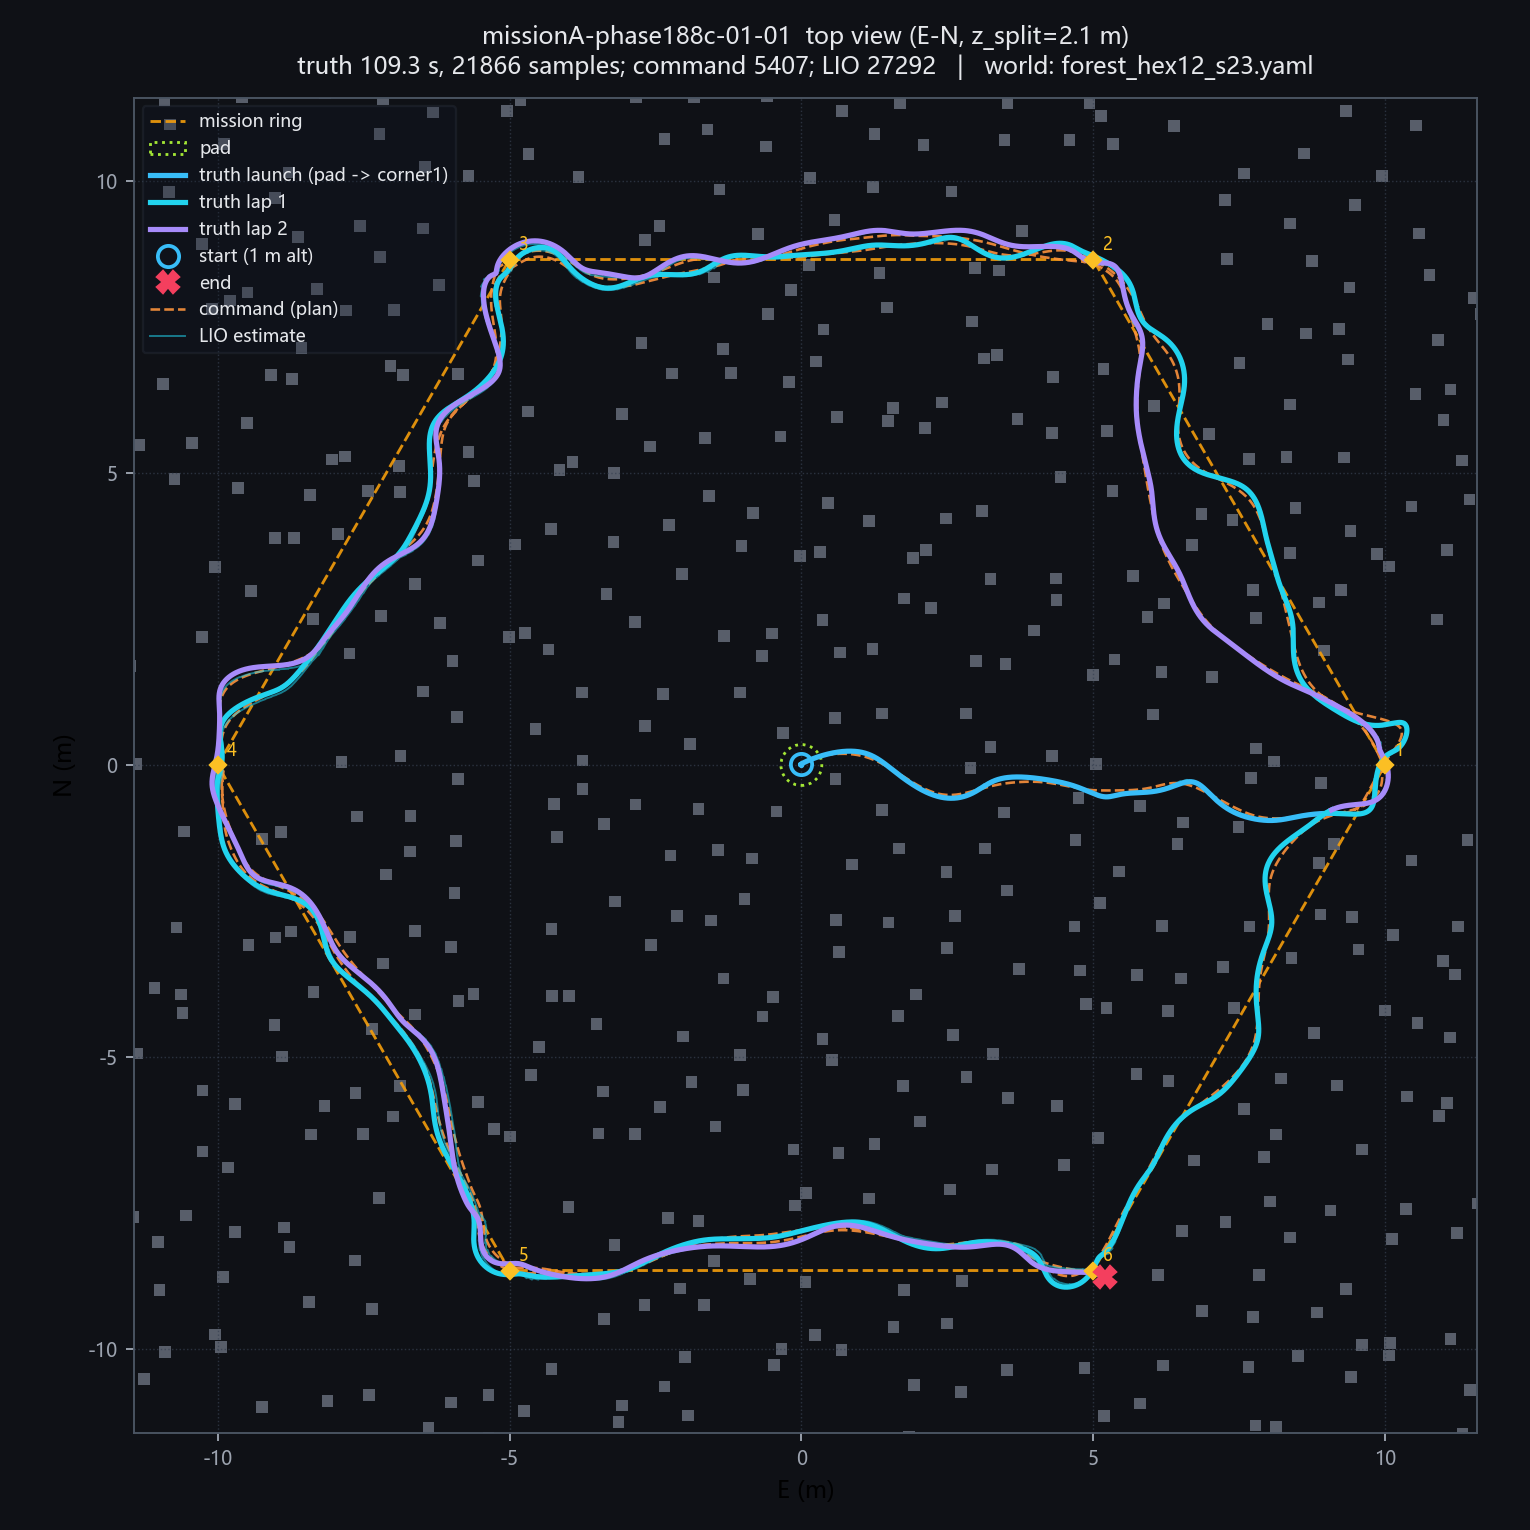 missionA-phase188c-01-01 top view (E-N, z_split=2.1 m)
truth 109.3 s, 21866 samples; command 5407; LIO 27292 | world: forest_hex12_s23.yaml
mission ring
pad
truth launch (pad -> corner1)
truth lap 1
truth lap 2
start (1 m alt)
end
command (plan)
LIO estimate
3
2
4
1
5
6
10
5
0
-5
-10
N (m)
-10
-5
0
5
10
E (m)